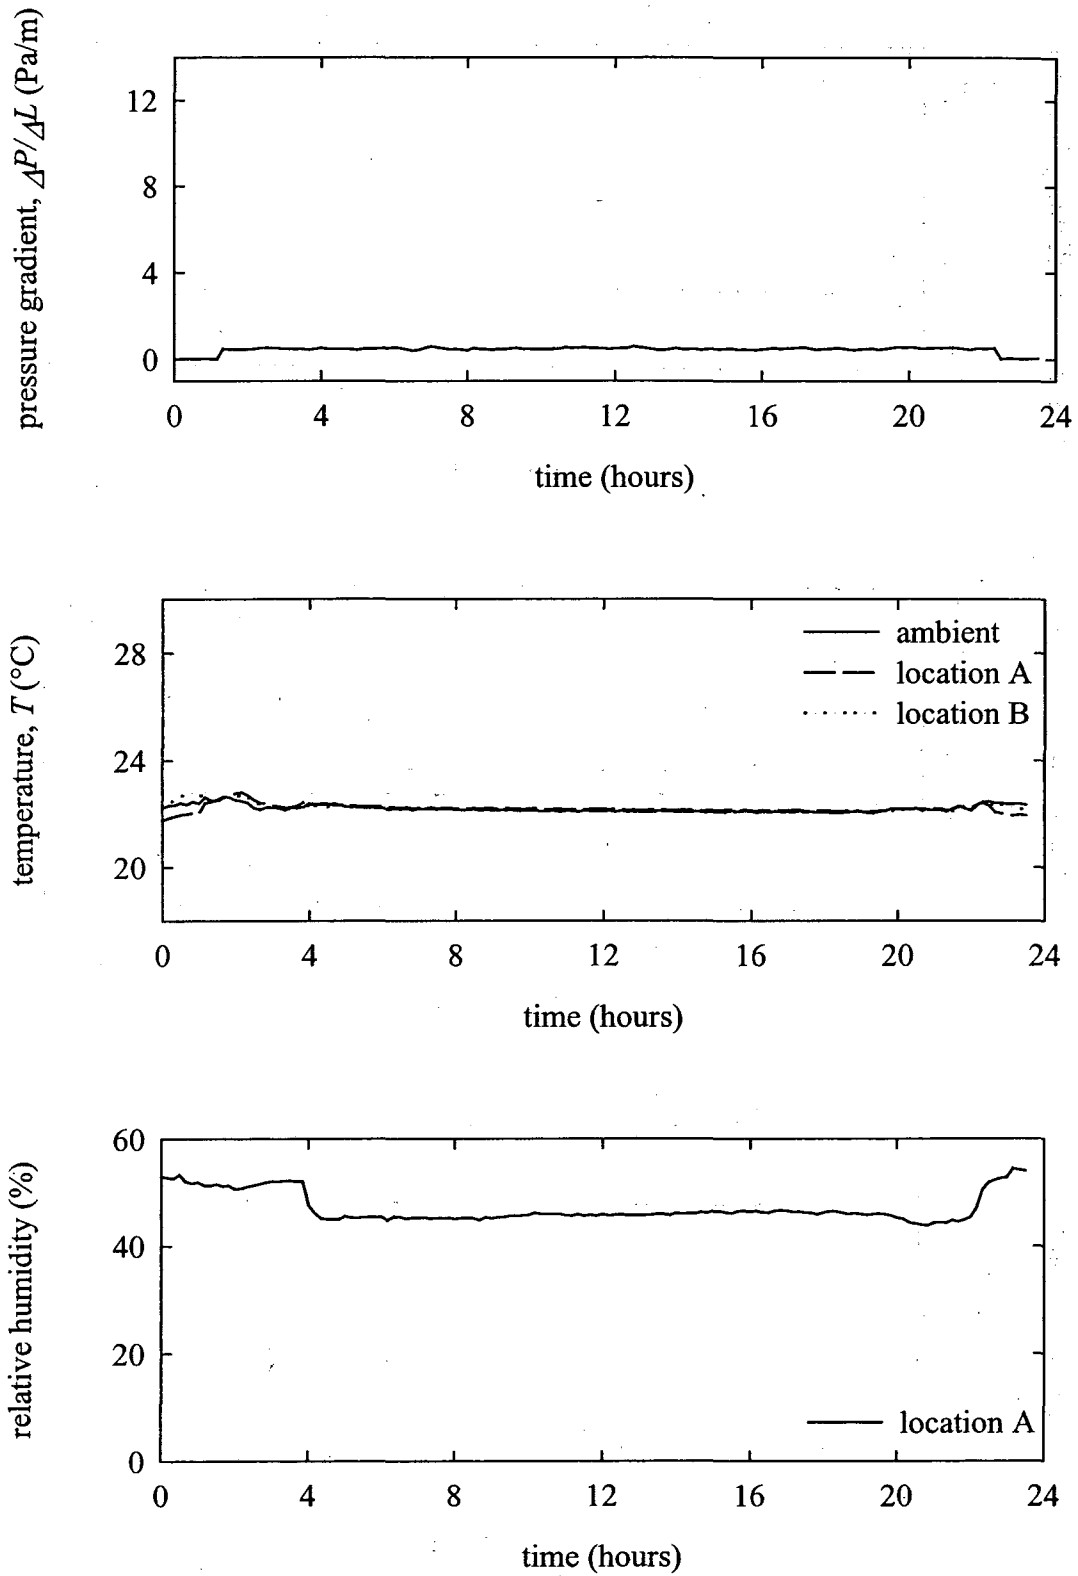 pressure gradient, ΔP/ΔL (Pa/m)
12
8
4
0
0 4 8 12 16 20 24
time (hours)
temperature, T (°C)
28
24
20
ambient
location A
location B
0 4 8 12 16 20 24
time (hours)
relative humidity (%)
60
40
20
0
location A
0 4 8 12 16 20 24
time (hours)